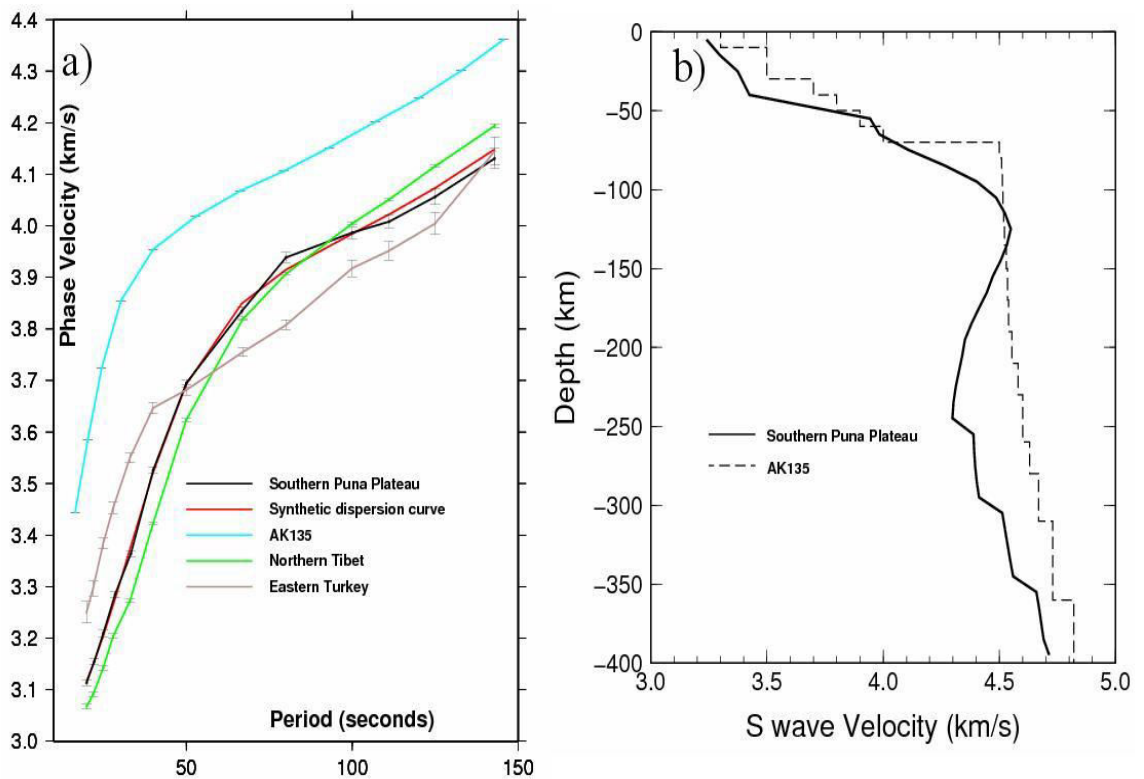 a)
Phase Velocity (km/s)
4.4
4.3
4.2
4.1
4.0
3.9
3.8
3.7
3.6
3.5
3.4
3.3
3.2
3.1
3.0
Southern Puna Plateau
Synthetic dispersion curve
AK135
Northern Tibet
Eastern Turkey
Period (seconds)
50
100
150
b)
Depth (km)
0
−50
−100
−150
−200
−250
−300
−350
−400
Southern Puna Plateau
AK135
3.0
3.5
4.0
4.5
5.0
S wave Velocity (km/s)